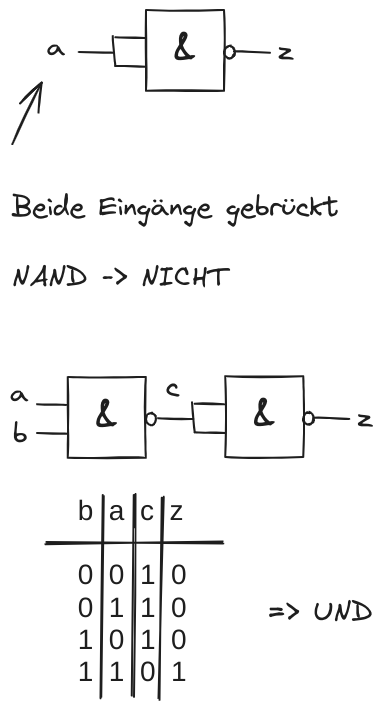 a & z
Beide Eingänge gebrückt
NAND -> NICHT
a
b & c & z
b a c z
0 0 1 0
0 1 1 0
1 0 1 0
1 1 0 1
=> UND